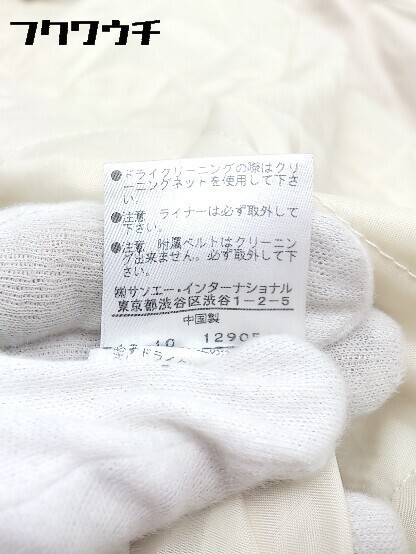 フクワウチ
●ドライクリーニングの際はクリ
ーニングネットを使用して下さ
い。
●注意 ライナーは必ず取外して
下さい。
●注意 附属ベルトはクリーニン
グ出来ません。必ず取外して下
さい。
㈱サンエー・インターナショナル
東京都渋谷区渋谷1-2-5
中国製
10 12905
ドライク